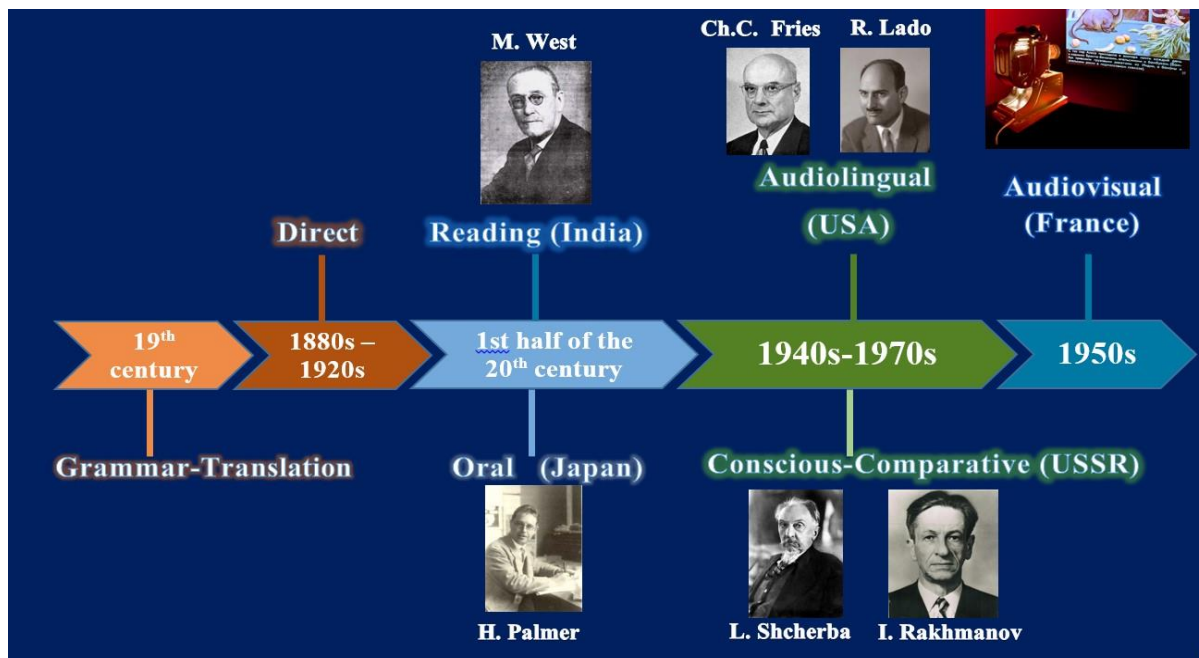 M. West
Ch.C. Fries
R. Lado
Audiolingual
(USA)
Audiovisual
(France)
Direct
Reading (India)
19th
century
1880s –
1920s
1st half of the
20th century
1940s-1970s
1950s
Grammar-Translation
Oral (Japan)
Conscious-Comparative (USSR)
H. Palmer
L. Shcherba
I. Rakhmanov